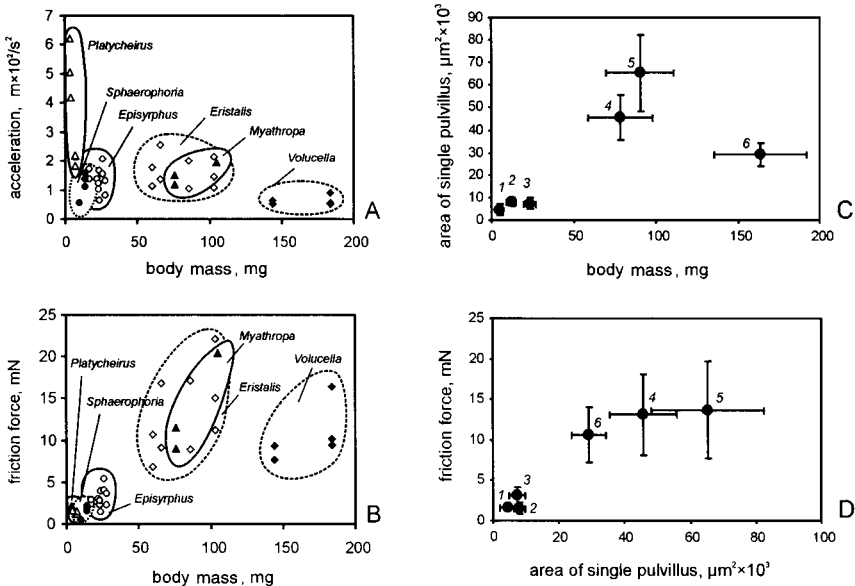 acceleration, m×10²/s²
7
6
5
4
3
2
1
0
Platycheirus
Sphaerophoria
Episyrphus
Eristalis
Myathropa
Volucella
A
0 50 100 150 200
body mass, mg
area of single pulvillus, µm²×10³
90
80
70
60
50
40
30
20
10
0
5
4
6
1 2 3
C
0 50 100 150 200
body mass, mg
friction force, mN
25
20
15
10
5
0
Platycheirus
Sphaerophoria
Episyrphus
Myathropa
Volucella
Eristalis
B
0 50 100 150 200
body mass, mg
friction force, mN
25
20
15
10
5
0
4
5
6
3
1
2
D
0 20 40 60 80 100
area of single pulvillus, µm²×10³